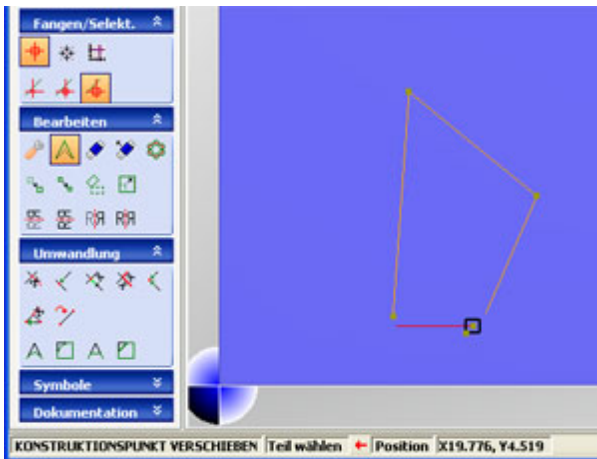 Fangen/Selekt.
Bearbeiten
Umwandlung
Symbole
Dokumentation
KONSTRUKTIONSPUNKT VERSCHIEBEN Teil wählen Position X19.776, Y4.519